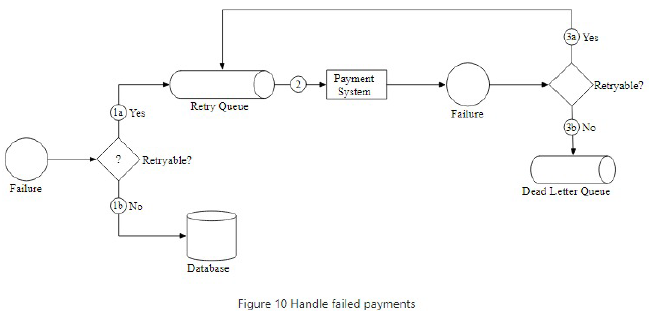 3a Yes
2
Payment
System
Retryable?
Retry Queue
Failure
1a Yes
3b No
? Retryable?
Failure
Dead Letter Queue
1b No
Database
Figure 10 Handle failed payments